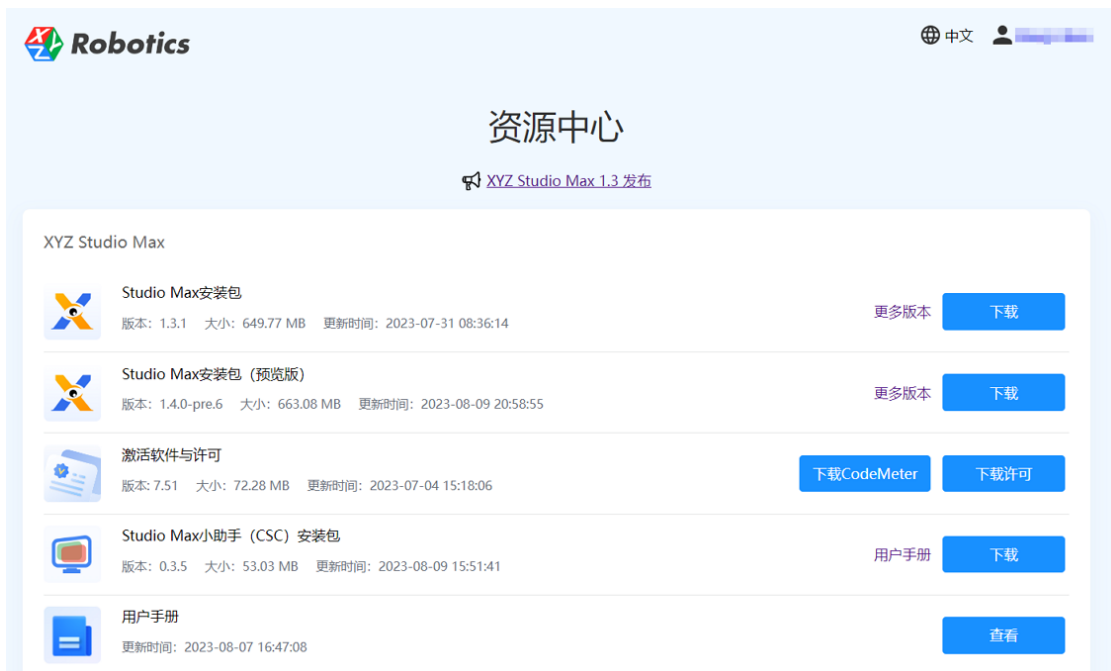 XYZ Robotics
中文
资源中心
XYZ Studio Max 1.3 发布
XYZ Studio Max
Studio Max安装包
版本：1.3.1 大小：649.77 MB 更新时间：2023-07-31 08:36:14
更多版本 下载
Studio Max安装包（预览版）
版本：1.4.0-pre.6 大小：663.08 MB 更新时间：2023-08-09 20:58:55
更多版本 下载
激活软件与许可
版本: 7.51 大小：72.28 MB 更新时间：2023-07-04 15:18:06
下载CodeMeter 下载许可
Studio Max小助手（CSC）安装包
版本：0.3.5 大小：53.03 MB 更新时间：2023-08-09 15:51:41
用户手册 下载
用户手册
更新时间：2023-08-07 16:47:08
查看